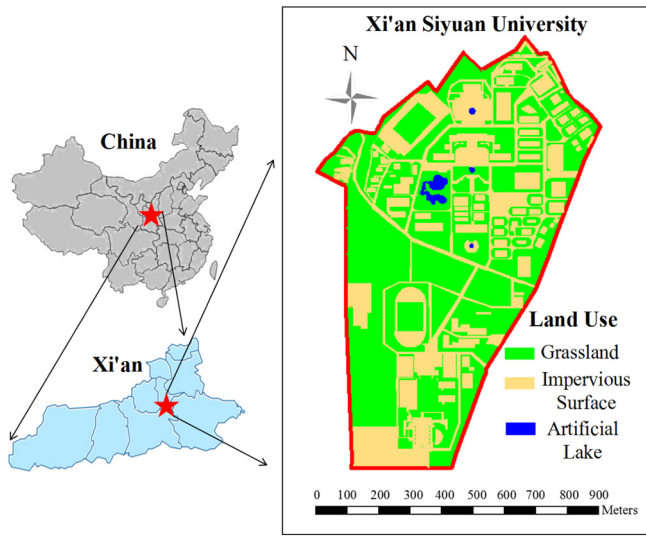 Xi'an Siyuan University
N
China
Xi'an
Land Use
Grassland
Impervious
Surface
Artificial
Lake
0 100 200 300 400 500 600 700 800 900
Meters